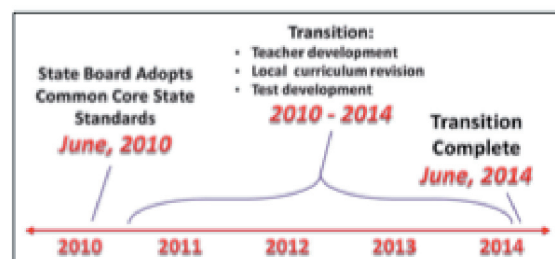 State Board Adopts
Common Core State
Standards
June, 2010
Transition:
• Teacher development
• Local curriculum revision
• Test development
2010 - 2014
Transition
Complete
June, 2014
2010 2011 2012 2013 2014